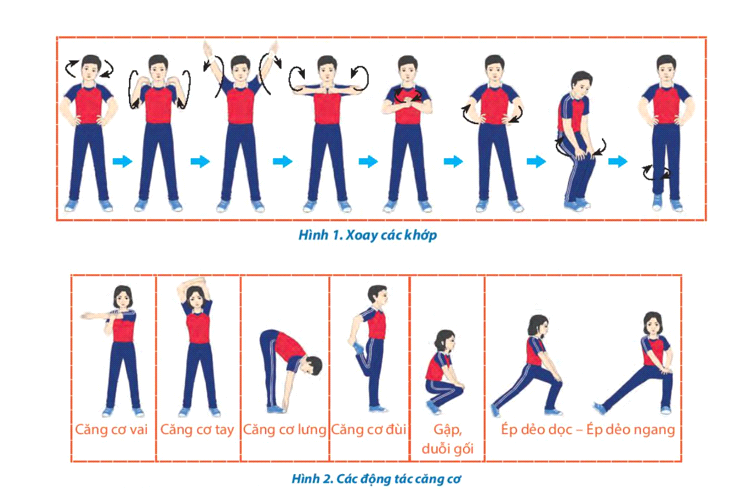 Hình 1. Xoay các khớp
Căng cơ vai
Căng cơ tay
Căng cơ lưng
Căng cơ đùi
Gập,
duỗi gối
Ép dẻo dọc – Ép dẻo ngang
Hình 2. Các động tác căng cơ